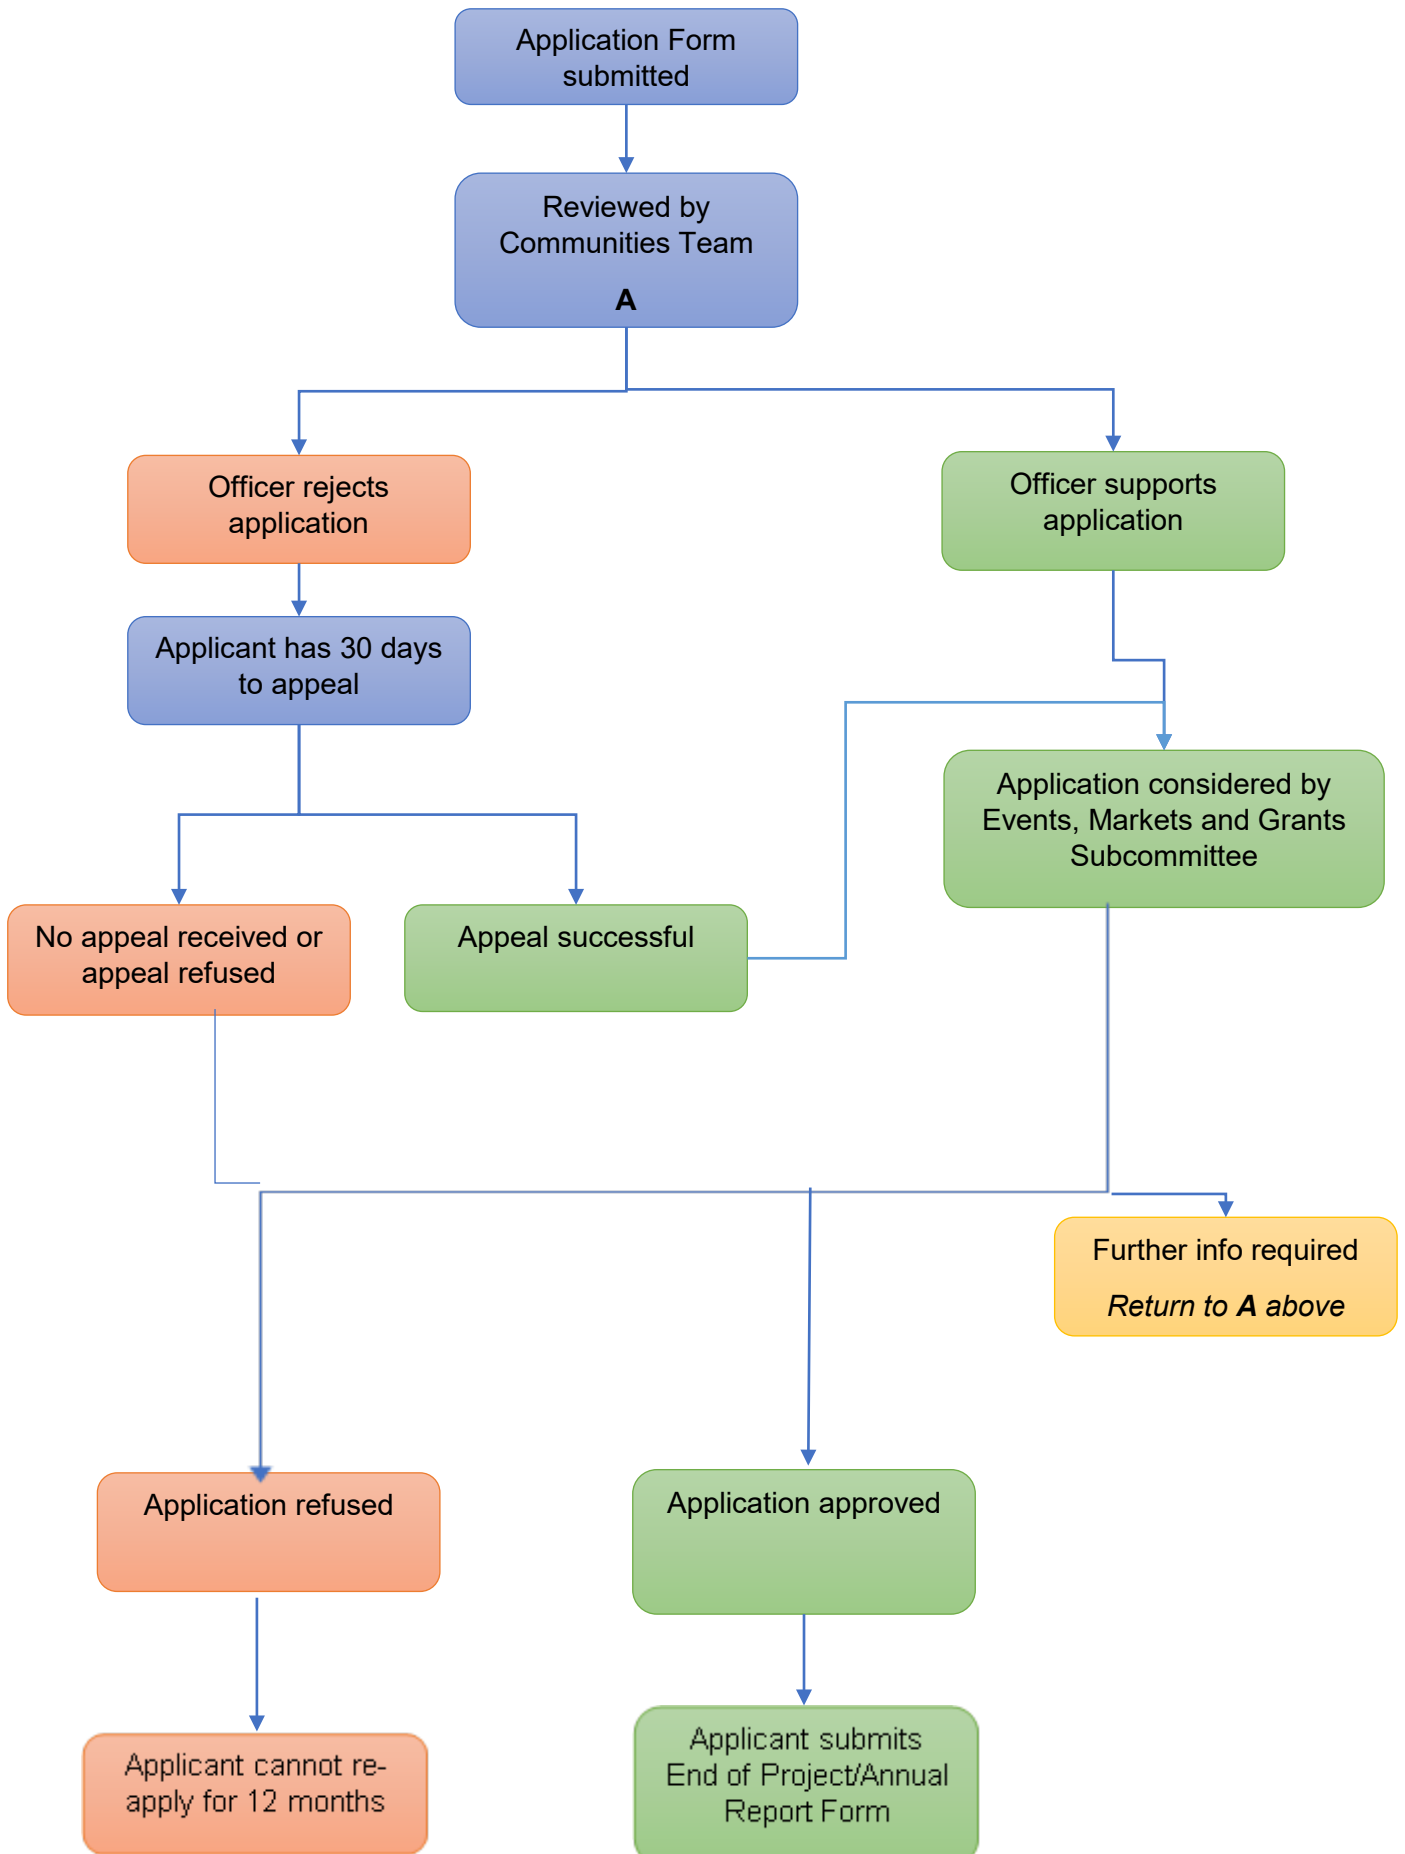 Application Form
submitted
Reviewed by
Communities Team
A
Officer rejects
application
Officer supports
application
Applicant has 30 days
to appeal
Application considered by
Events, Markets and Grants
Subcommittee
No appeal received or
appeal refused
Appeal successful
Further info required
Return to A above
Application refused
Application approved
Applicant cannot re-
apply for 12 months
Applicant submits
End of Project/Annual
Report Form